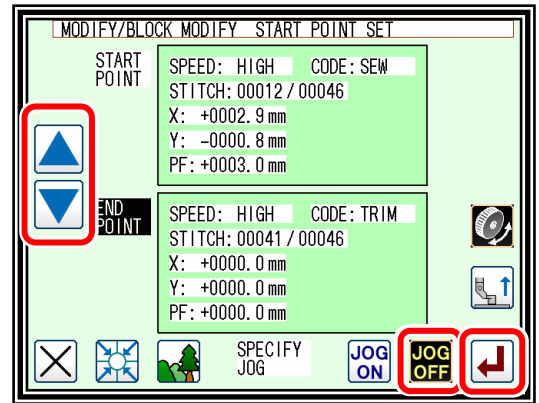 MODIFY/BLOCK MODIFY START POINT SET
START
POINT
SPEED: HIGH CODE: SEW
STITCH: 00012 / 00046
X: +0002.9 mm
Y: -0000.8 mm
PF: +0003.0 mm
END
POINT
SPEED: HIGH CODE: TRIM
STITCH: 00041 / 00046
X: +0000.0 mm
Y: +0000.0 mm
PF: +0000.0 mm
SPECIFY
JOG
JOG
ON
JOG
OFF